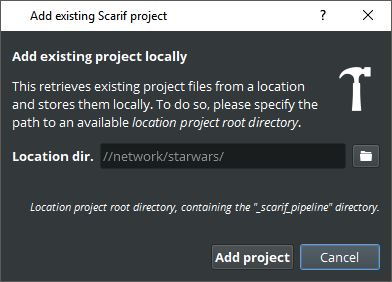 Add existing Scarif project
?
Add existing project locally
This retrieves existing project files from a location
and stores them locally. To do so, please specify the
path to an available location project root directory.
Location dir. //network/starwars/
Location project root directory, containing the "_scarif_pipeline" directory.
Add project Cancel